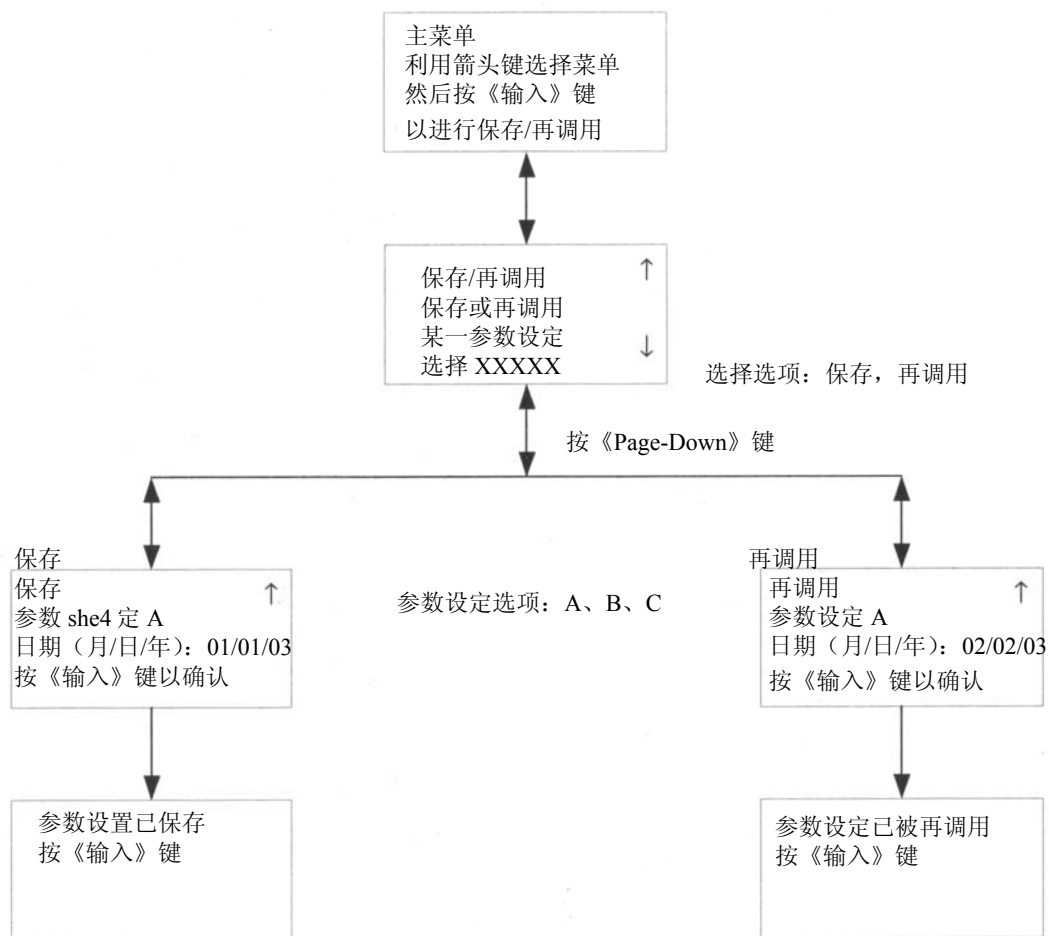 主菜单
利用箭头键选择菜单
然后按《输入》键
以进行保存/再调用
保存/再调用 ↑
保存或再调用
某一参数设定
选择 XXXXX ↓
选择选项：保存，再调用
按《Page-Down》键
保存
保存 ↑
参数 she4 定 A
日期（月/日/年）：01/01/03
按《输入》键以确认
参数设定选项：A、B、C
再调用
再调用 ↑
参数设定 A
日期（月/日/年）：02/02/03
按《输入》键以确认
参数设置已保存
按《输入》键
参数设定已被再调用
按《输入》键